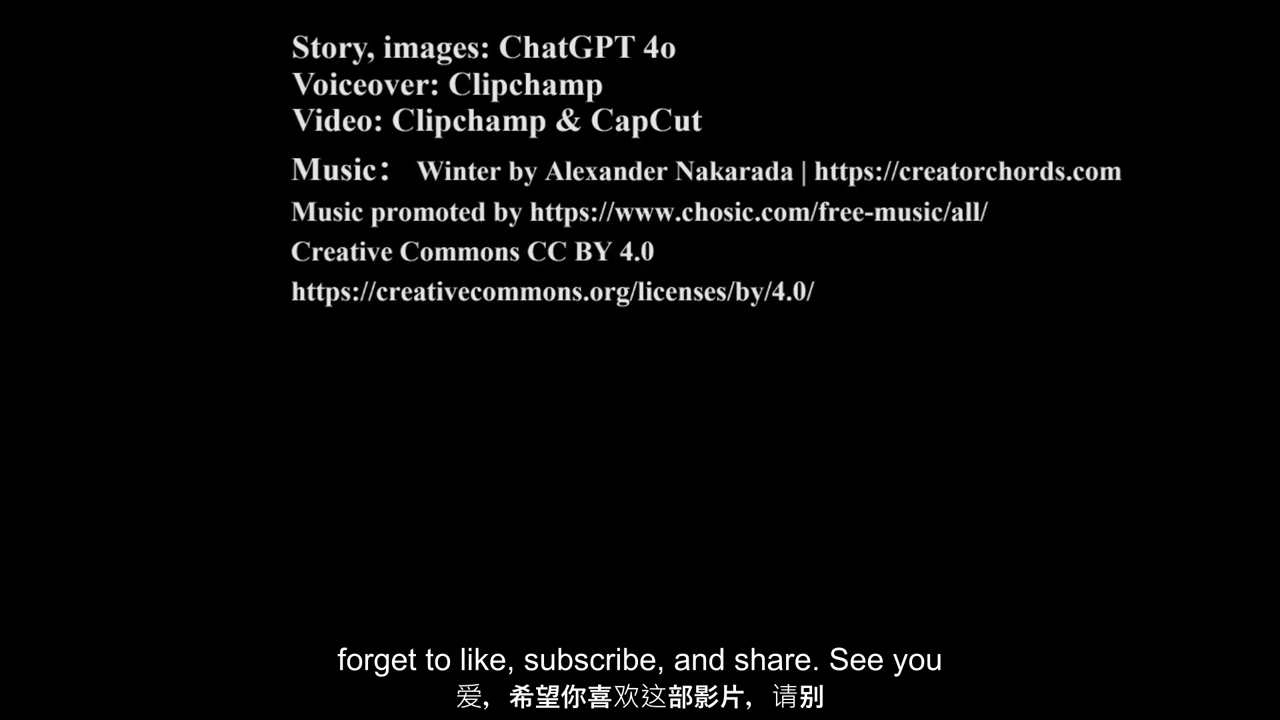 Story, images: ChatGPT 4o
Voiceover: Clipchamp
Video: Clipchamp & CapCut
Music： Winter by Alexander Nakarada | https://creatorchords.com
Music promoted by https://www.chosic.com/free-music/all/
Creative Commons CC BY 4.0
https://creativecommons.org/licenses/by/4.0/
forget to like, subscribe, and share. See you
爱，希望你喜欢这部影片，请别